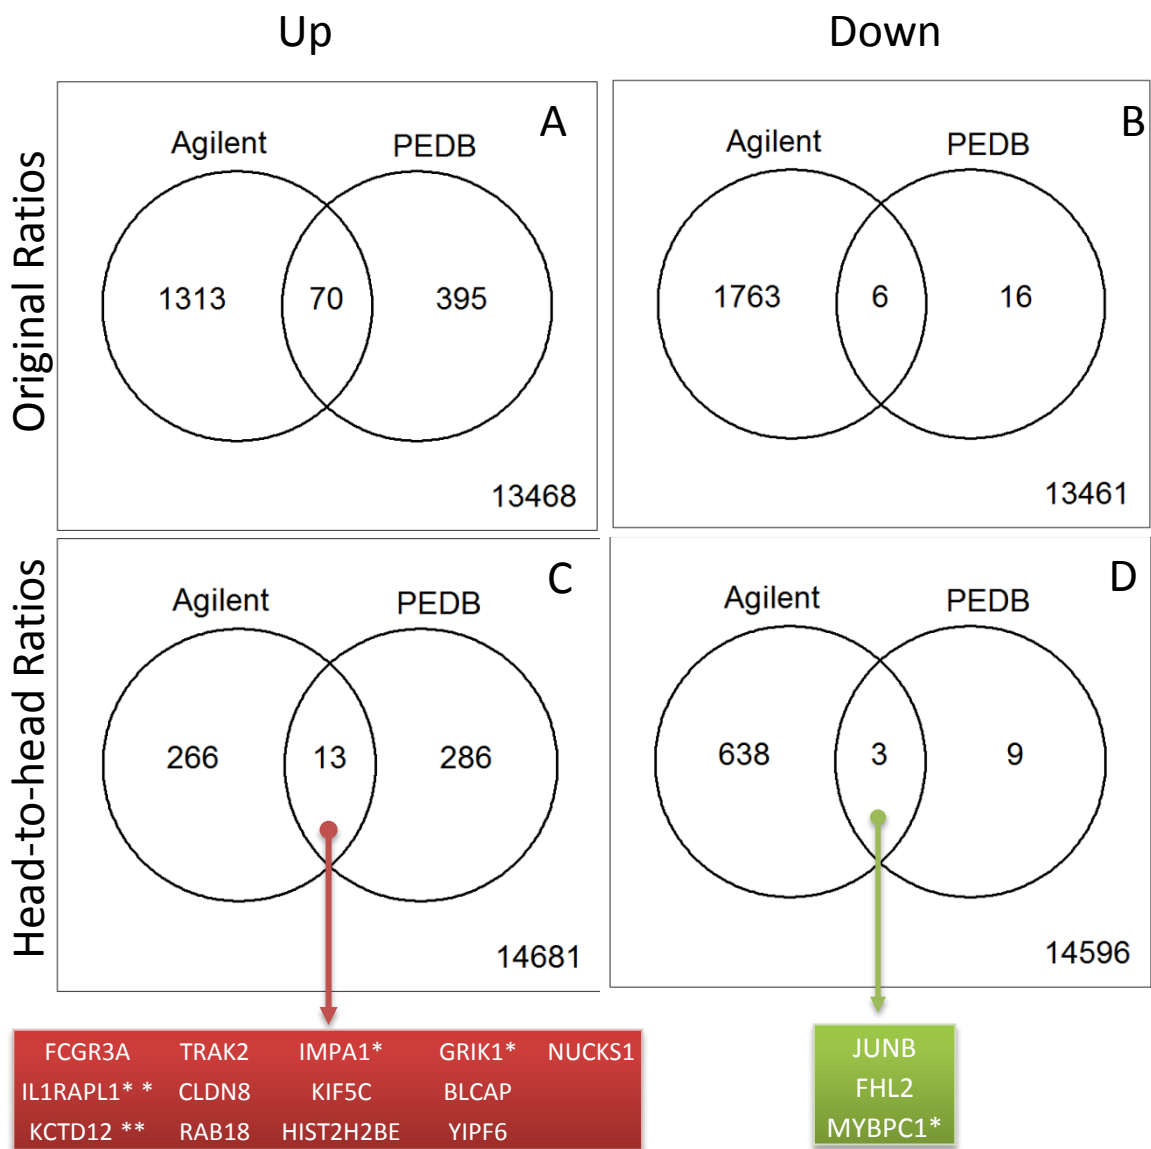 Up Down
Original Ratios
A
Agilent PEDB
1313 70 395
13468
B
Agilent PEDB
1763 6 16
13461
Head-to-head Ratios
C
Agilent PEDB
266 13 286
14681
D
Agilent PEDB
638 3 9
14596
FCGR3A TRAK2 IMPA1* GRIK1* NUCKS1
IL1RAPL1* * CLDN8 KIF5C BLCAP
KCTD12 ** RAB18 HIST2H2BE YIPF6
JUNB
FHL2
MYBPC1*